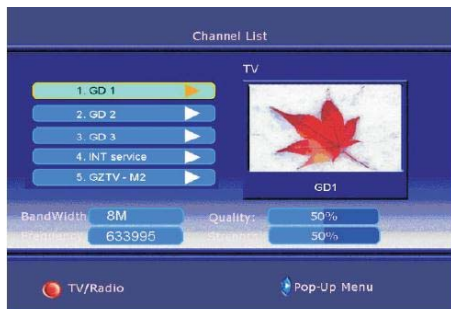 Channel List
TV
1. GD 1
2. GD 2
3. GD 3
4. INT service
5. GZTV - M2
GD1
BandWidth 8M Quality: 50%
Frequency 633995 50%
TV/Radio Pop-Up Menu